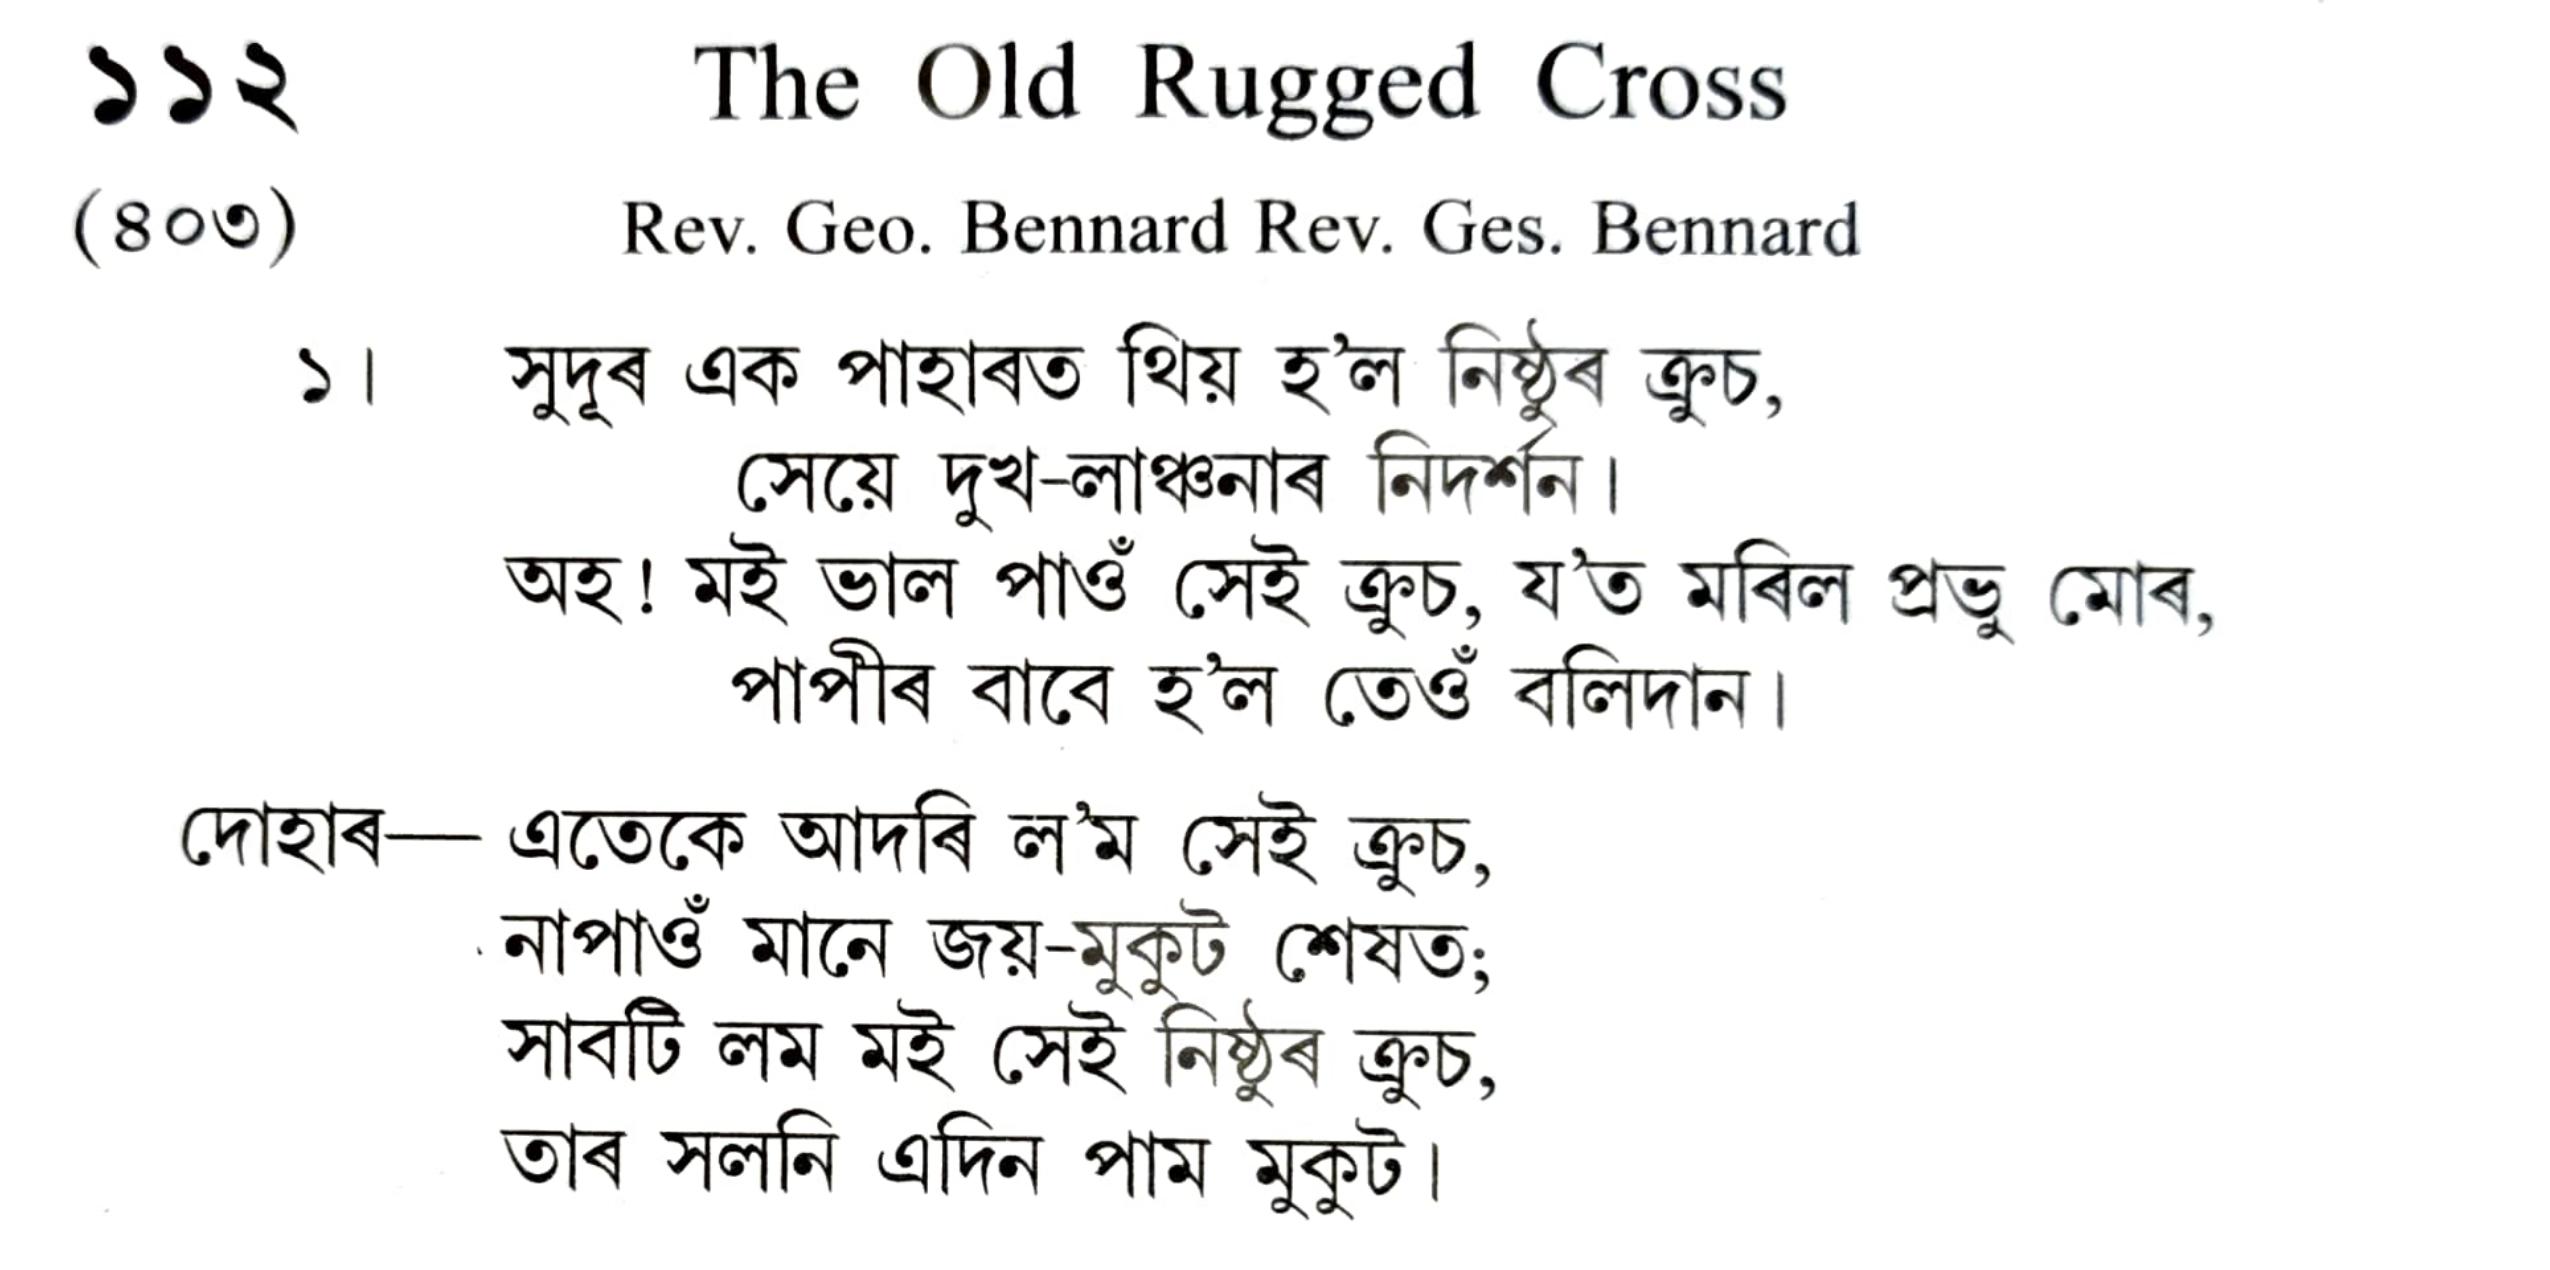 ১১২ The Old Rugged Cross
(৪০৩) Rev. Geo. Bennard Rev. Ges. Bennard
১। সুদূৰ এক পাহাৰত থিয় হ’ল নিষ্ঠুৰ ক্ৰুচ,
সেয়ে দুখ-লাঞ্চনাৰ নিদৰ্শন।
অহ! মই ভাল পাওঁ সেই ক্ৰুচ, য’ত মৰিল প্ৰভু মোৰ,
পাপীৰ বাবে হ’ল তেওঁ বলিদান।
দোহাৰ— এতেকে আদৰি ল’ম সেই ক্ৰুচ,
নাপাওঁ মানে জয়-মুকুট শেষত;
সাবটি লম মই সেই নিষ্ঠুৰ ক্ৰুচ,
তাৰ সলনি এদিন পাম মুকুট।